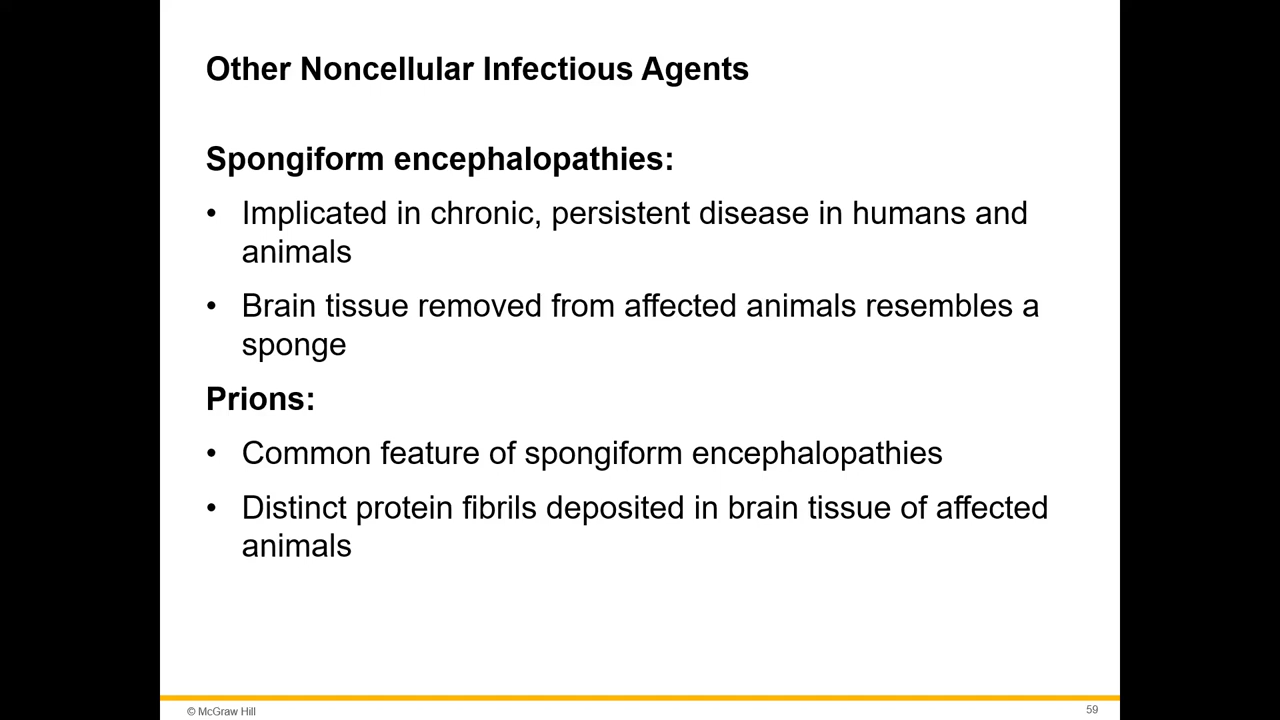 Other Noncellular Infectious Agents
Spongiform encephalopathies:
• Implicated in chronic, persistent disease in humans and
animals
• Brain tissue removed from affected animals resembles a
sponge
Prions:
• Common feature of spongiform encephalopathies
• Distinct protein fibrils deposited in brain tissue of affected
animals
© McGraw Hill
59